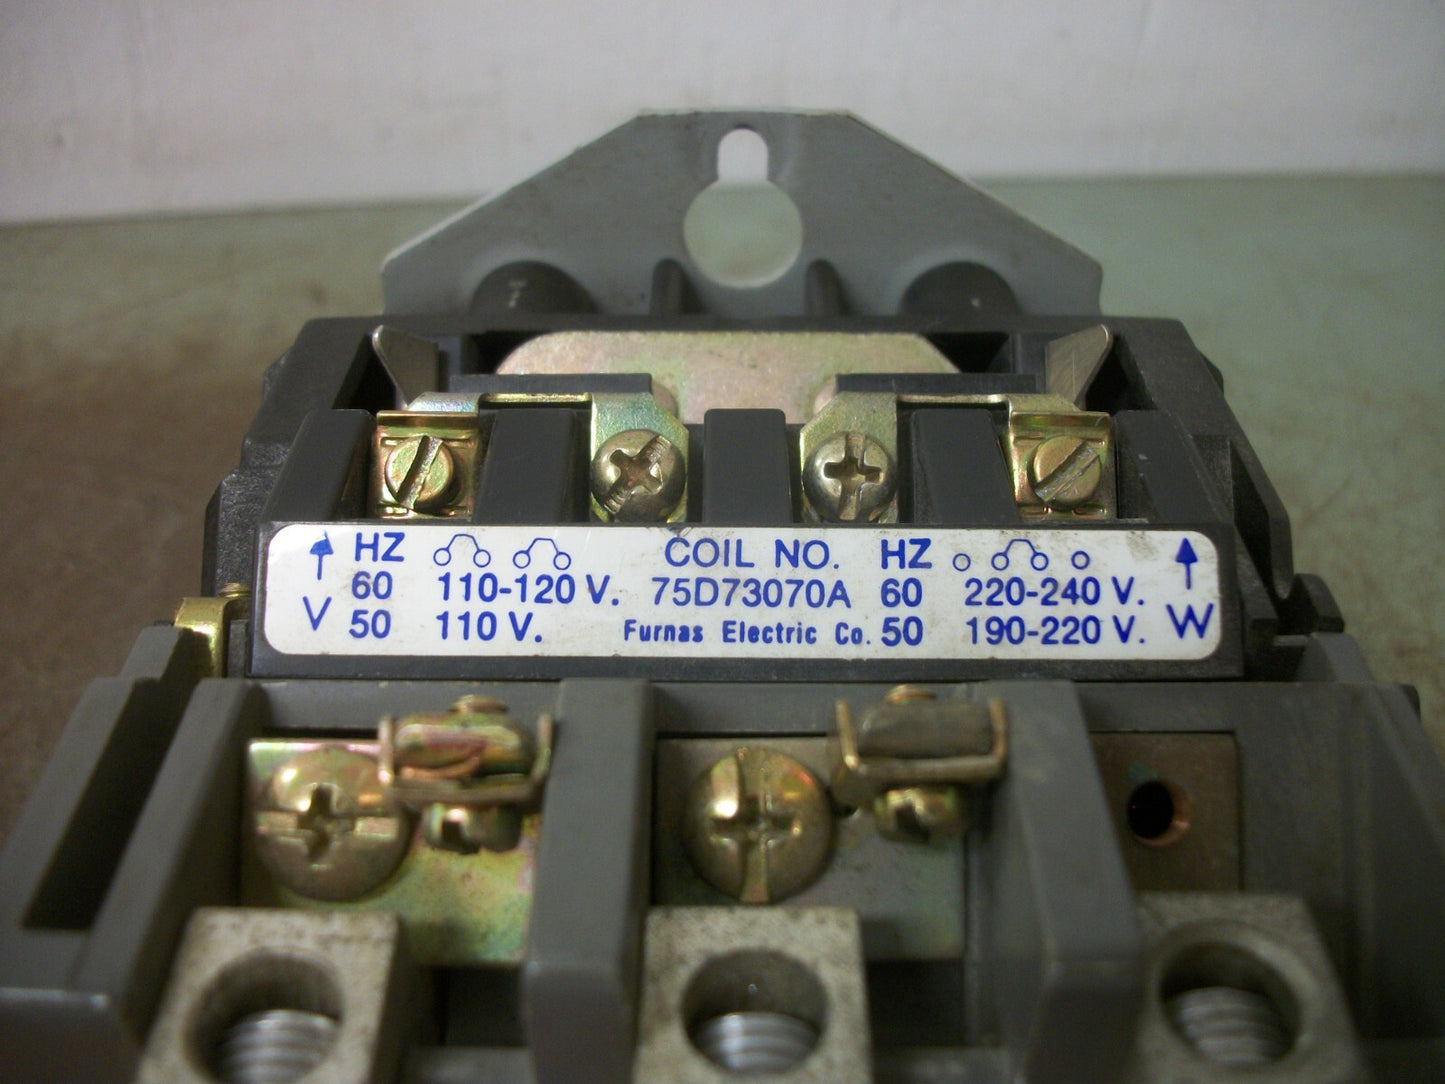 HZ COIL NO. HZ
60 110-120 V. 75D73070A 60 220-240 V.
V 50 110 V. Furnas Electric Co. 50 190-220 V. W